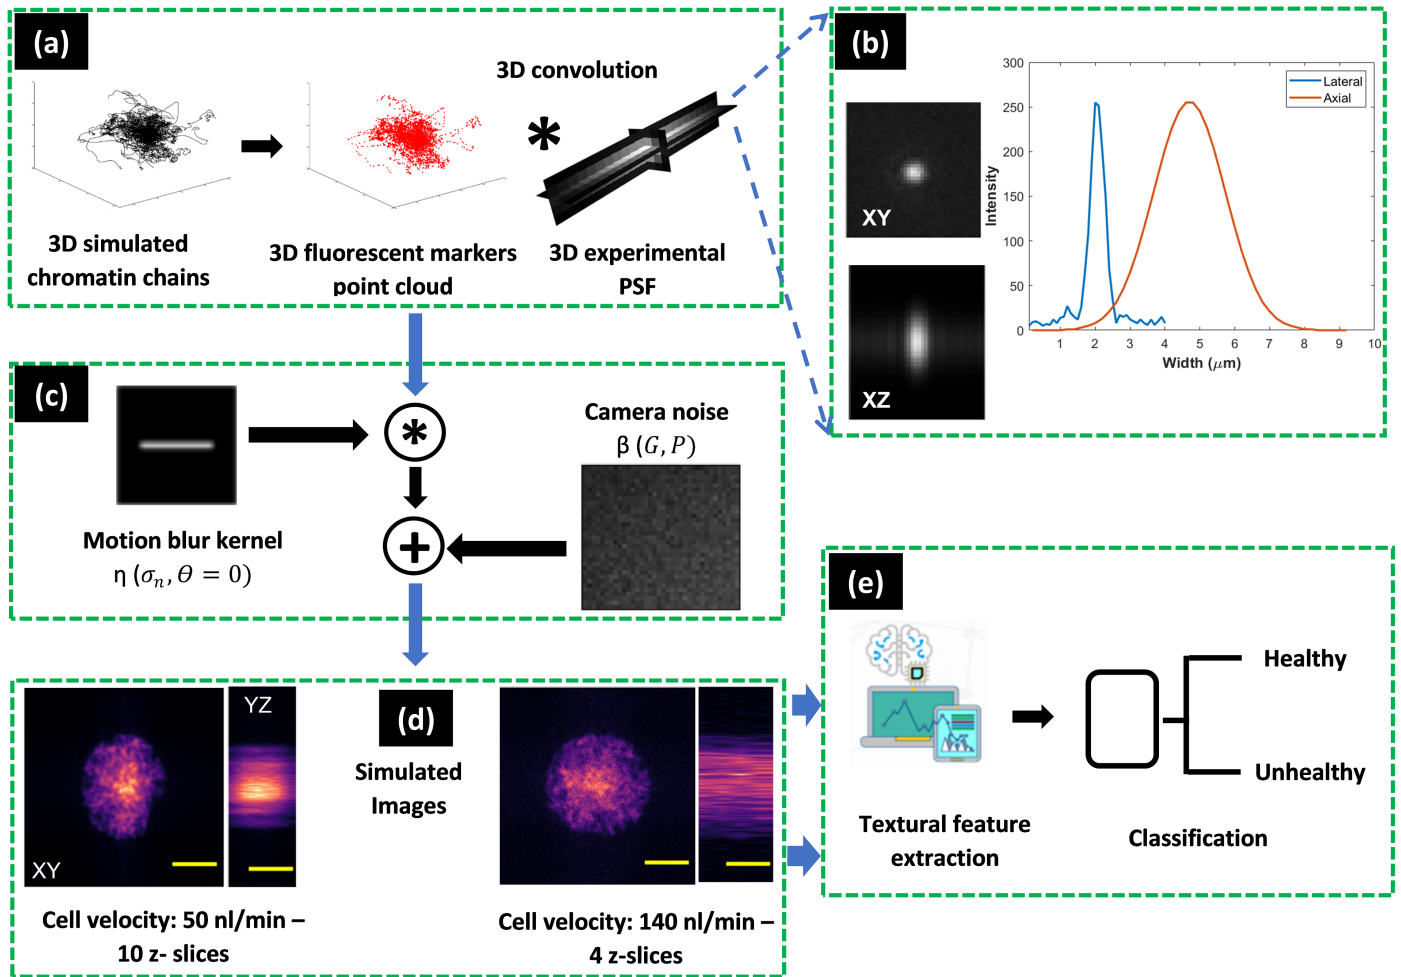 (a)
3D convolution
*
3D simulated
chromatin chains
3D fluorescent markers
point cloud
3D experimental
PSF
(b)
XY
XZ
300
250
200
150
100
50
0
Intensity
Lateral
Axial
1 2 3 4 5 6 7 8 9 10
Width (μm)
(c)
*
+
Motion blur kernel
η (σₙ, θ = 0)
Camera noise
β (G, P)
(d)
Simulated
Images
XY
YZ
Cell velocity: 50 nl/min –
10 z- slices
Cell velocity: 140 nl/min –
4 z-slices
(e)
Textural feature
extraction
Healthy
Unhealthy
Classification